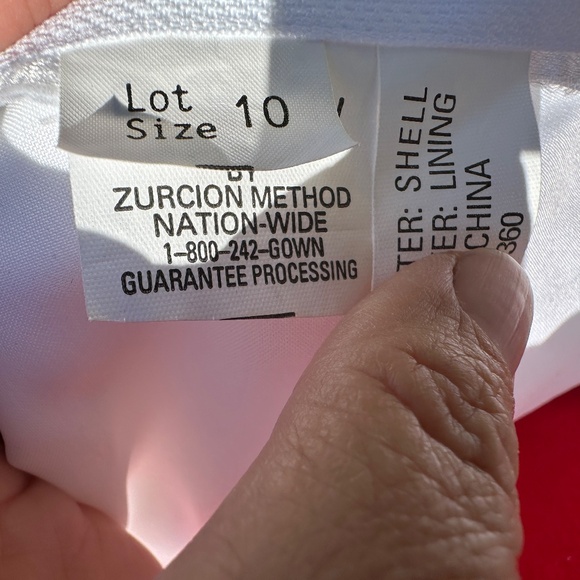 Lot
Size 10
BY
ZURCION METHOD
NATION-WIDE
1-800-242-GOWN
GUARANTEE PROCESSING
TER: SHELL
ER: LINING
CHINA
360